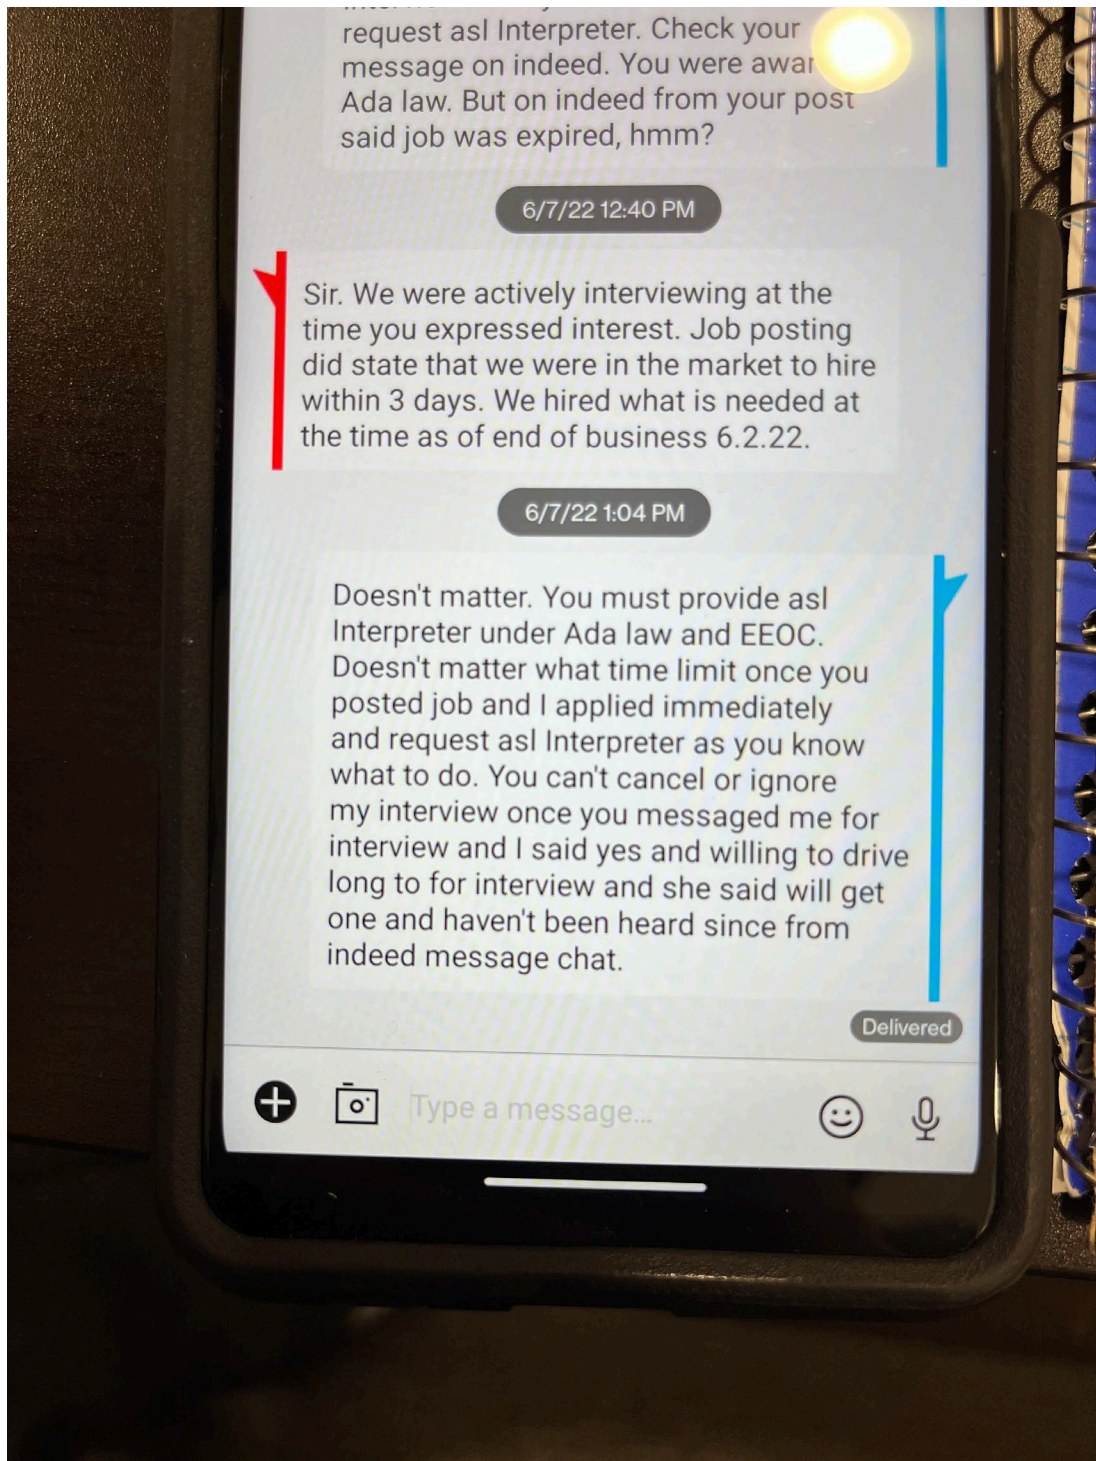 request asl Interpreter. Check your
message on indeed. You were
Ada law. But on indeed from your post
said job was expired, hmm?
6/7/22 12:40 PM
Sir. We were actively interviewing at the
time you expressed interest. Job posting
did state that we were in the market to hire
within 3 days. We hired what is needed at
the time as of end of business 6.2.22.
6/7/22 1:04 PM
Doesn't matter. You must provide asl
Interpreter under Ada law and EEOC.
Doesn't matter what time limit once you
posted job and I applied immediately
and request asl Interpreter as you know
what to do. You can't cancel or ignore
my interview once you messaged me for
interview and I said yes and willing to drive
long to for interview and she said will get
one and haven't been heard since from
indeed message chat.
Delivered
Type a message...